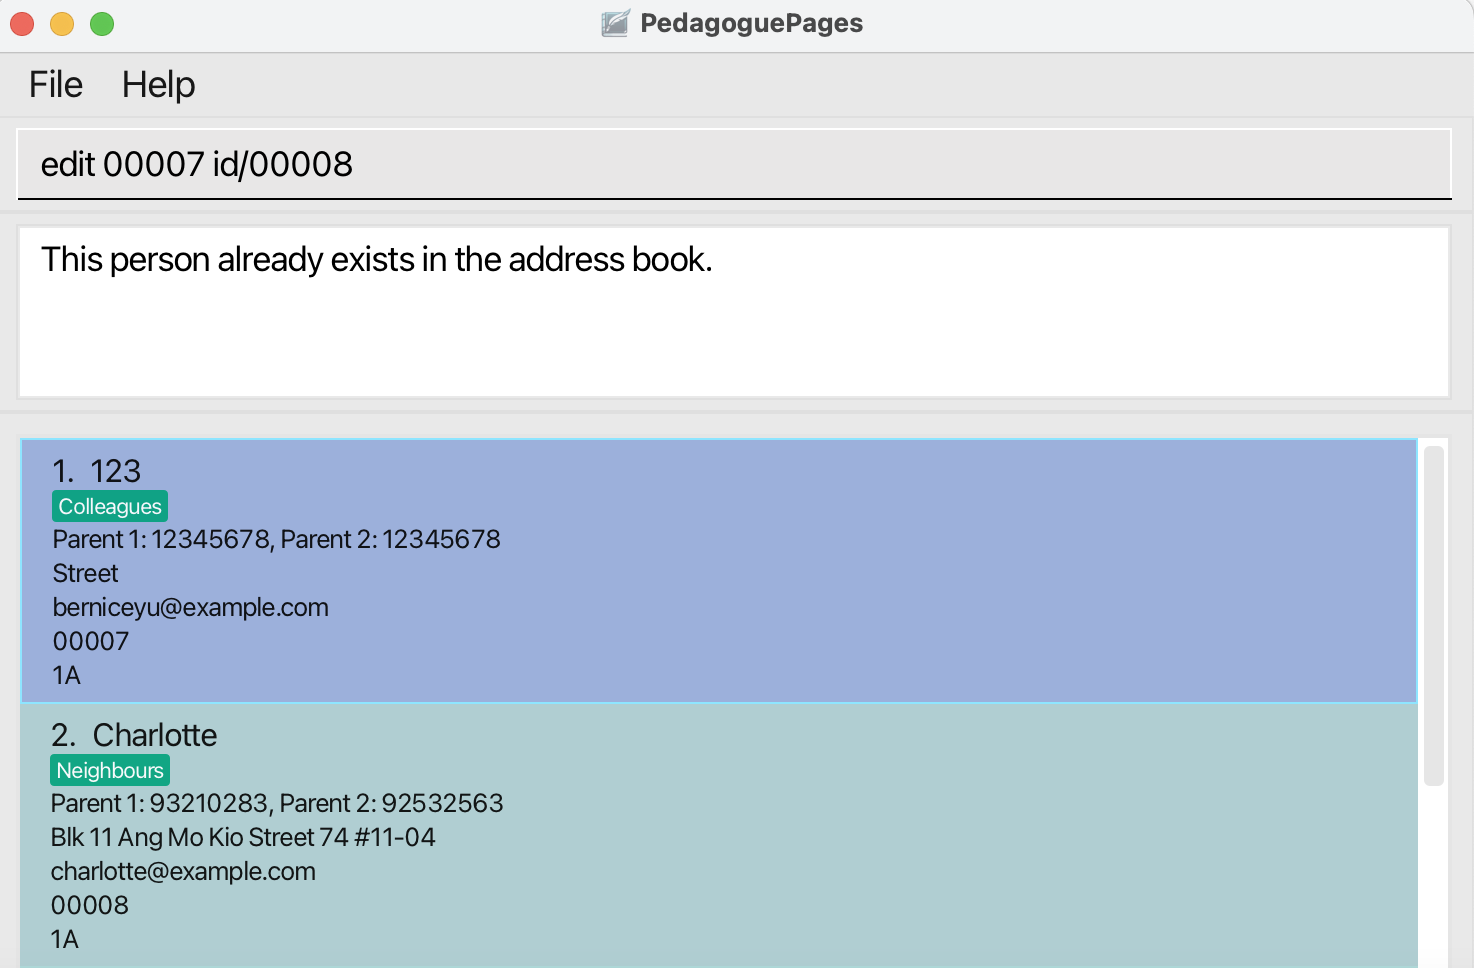 PedagoguePages
File Help
edit 00007 id/00008
This person already exists in the address book.
1. 123
Colleagues
Parent 1: 12345678, Parent 2: 12345678
Street
berniceyu@example.com
00007
1A
2. Charlotte
Neighbours
Parent 1: 93210283, Parent 2: 92532563
Blk 11 Ang Mo Kio Street 74 #11-04
charlotte@example.com
00008
1A